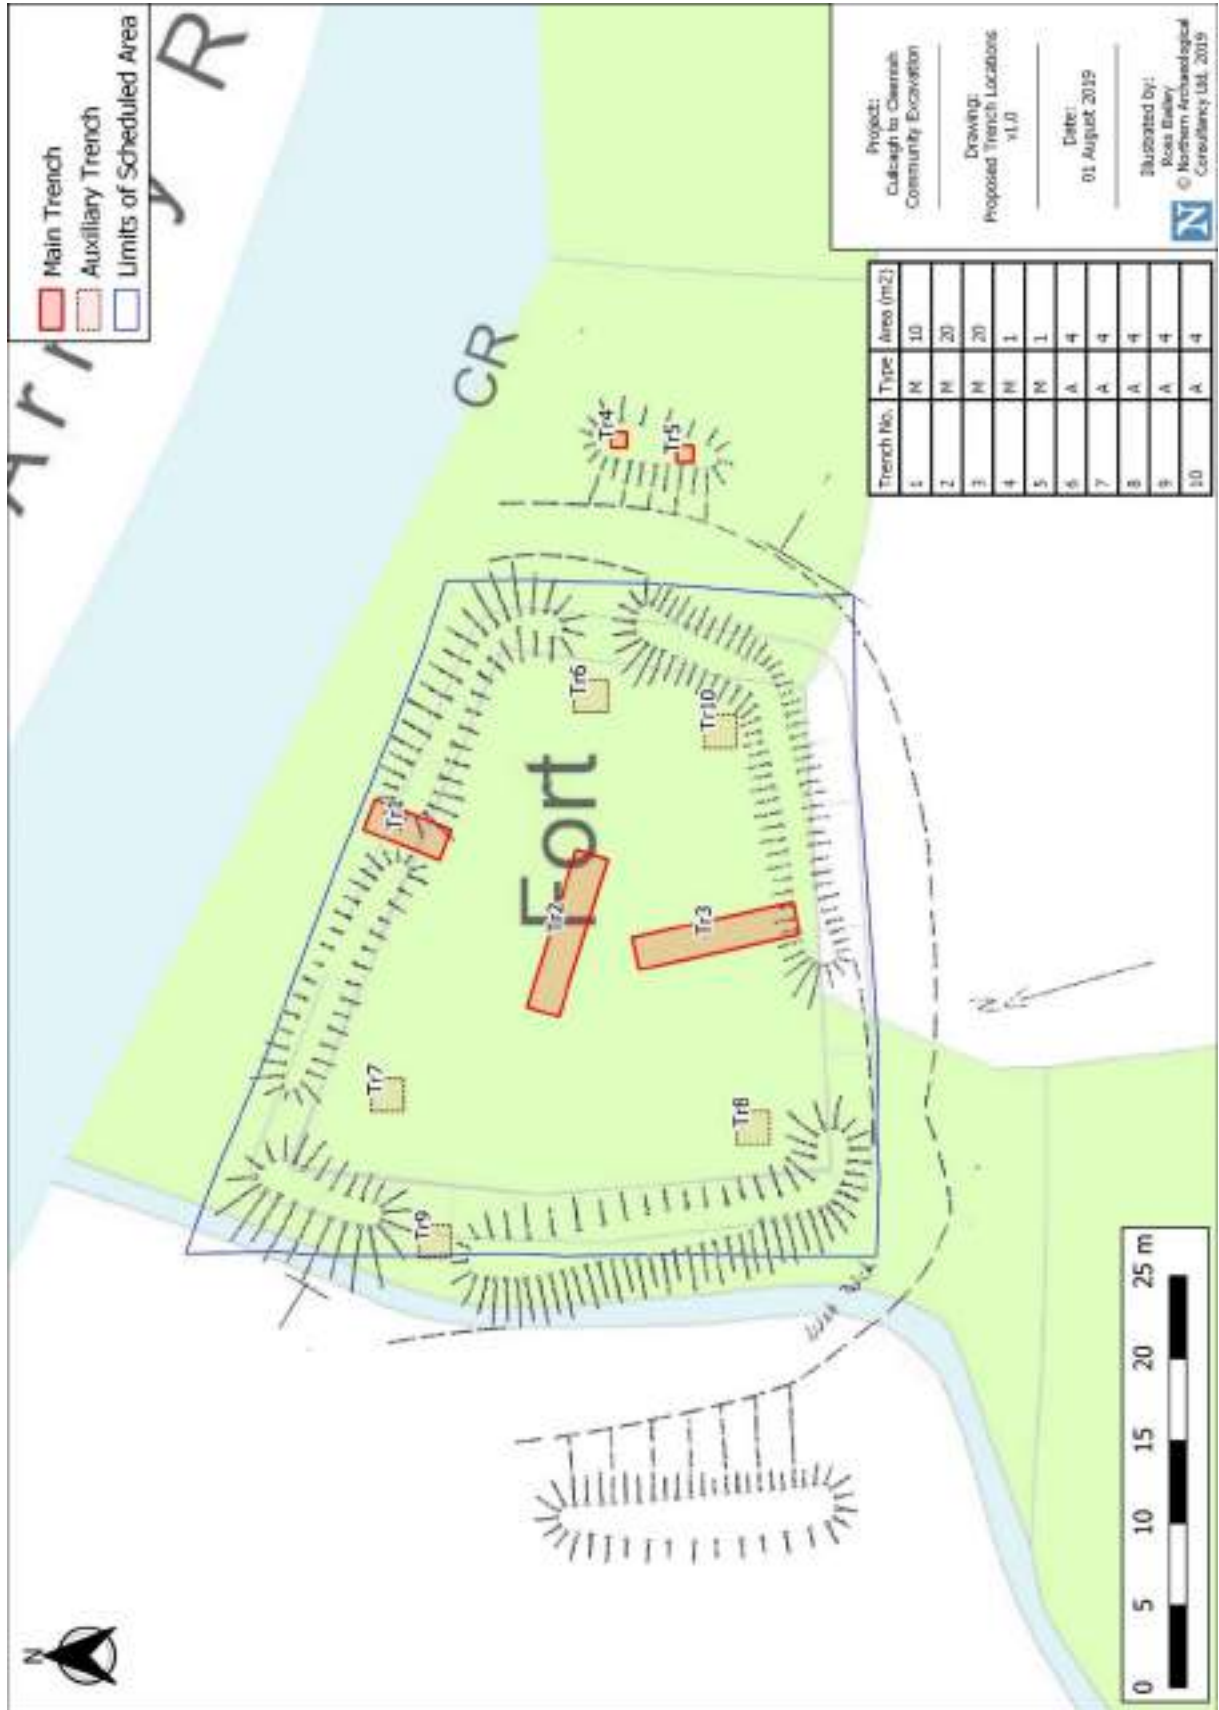 Arney R
CR
Fort
Main Trench
Auxiliary Trench
Limits of Scheduled Area
Tr1
Tr2
Tr3
Tr4
Tr5
Tr6
Tr7
Tr8
Tr9
Tr10
N
N
0 5 10 15 20 25 m
Project:
Cuilcagh to Cleenish
Community Excavation
Drawing:
Proposed Trench Locations
v1.0
Date:
01 August 2019
Illustrated by:
Ross Bailey
© Northern Archaeological
Consultancy Ltd, 2019
N
Trench No. Type Area (m2)
1 M 10
2 M 20
3 M 20
4 M 1
5 M 1
6 A 4
7 A 4
8 A 4
9 A 4
10 A 4